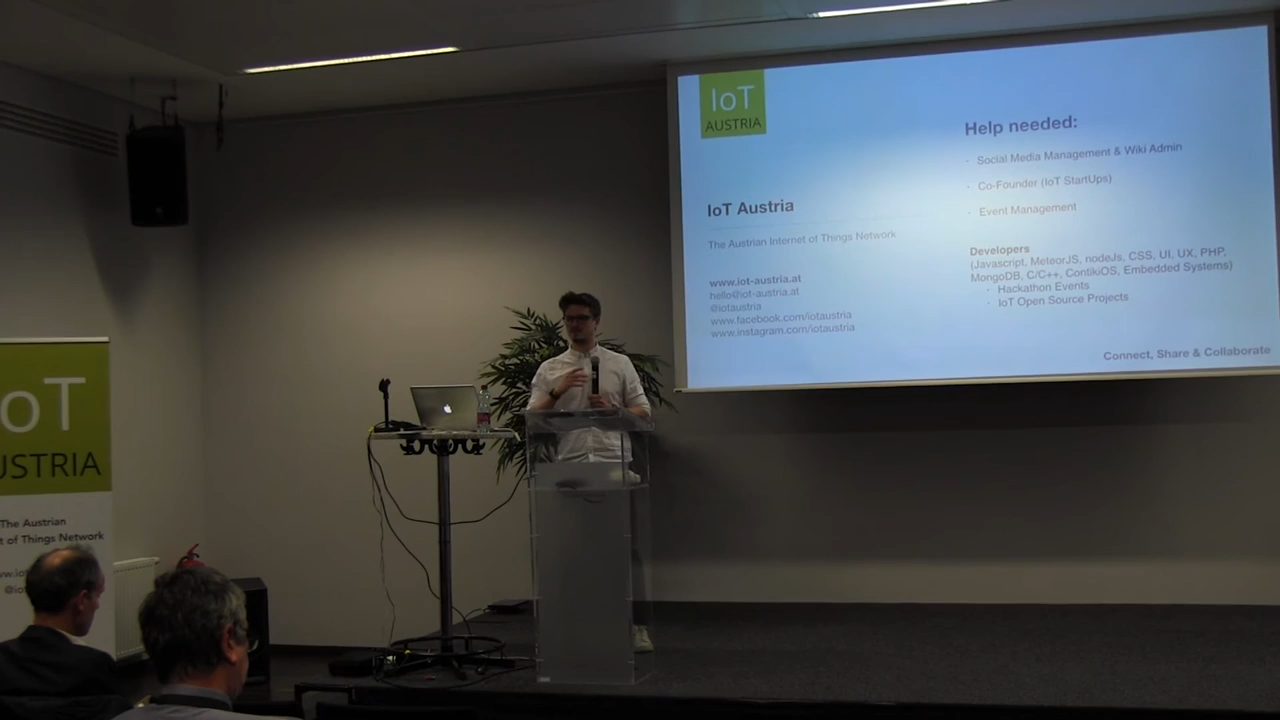 IoT
AUSTRIA
IoT Austria
The Austrian Internet of Things Network
www.iot-austria.at
hello@iot-austria.at
@iotaustria
www.facebook.com/iotaustria
www.instagram.com/iotaustria
Help needed:
- Social Media Management & Wiki Admin
- Co-Founder (IoT StartUps)
- Event Management
Developers
(Javascript, MeteorJS, nodeJs, CSS, UI, UX, PHP,
MongoDB, C/C++, ContikiOS, Embedded Systems)
- Hackathon Events
- IoT Open Source Projects
Connect, Share & Collaborate
oT
USTRIA
The Austrian
t of Things Network